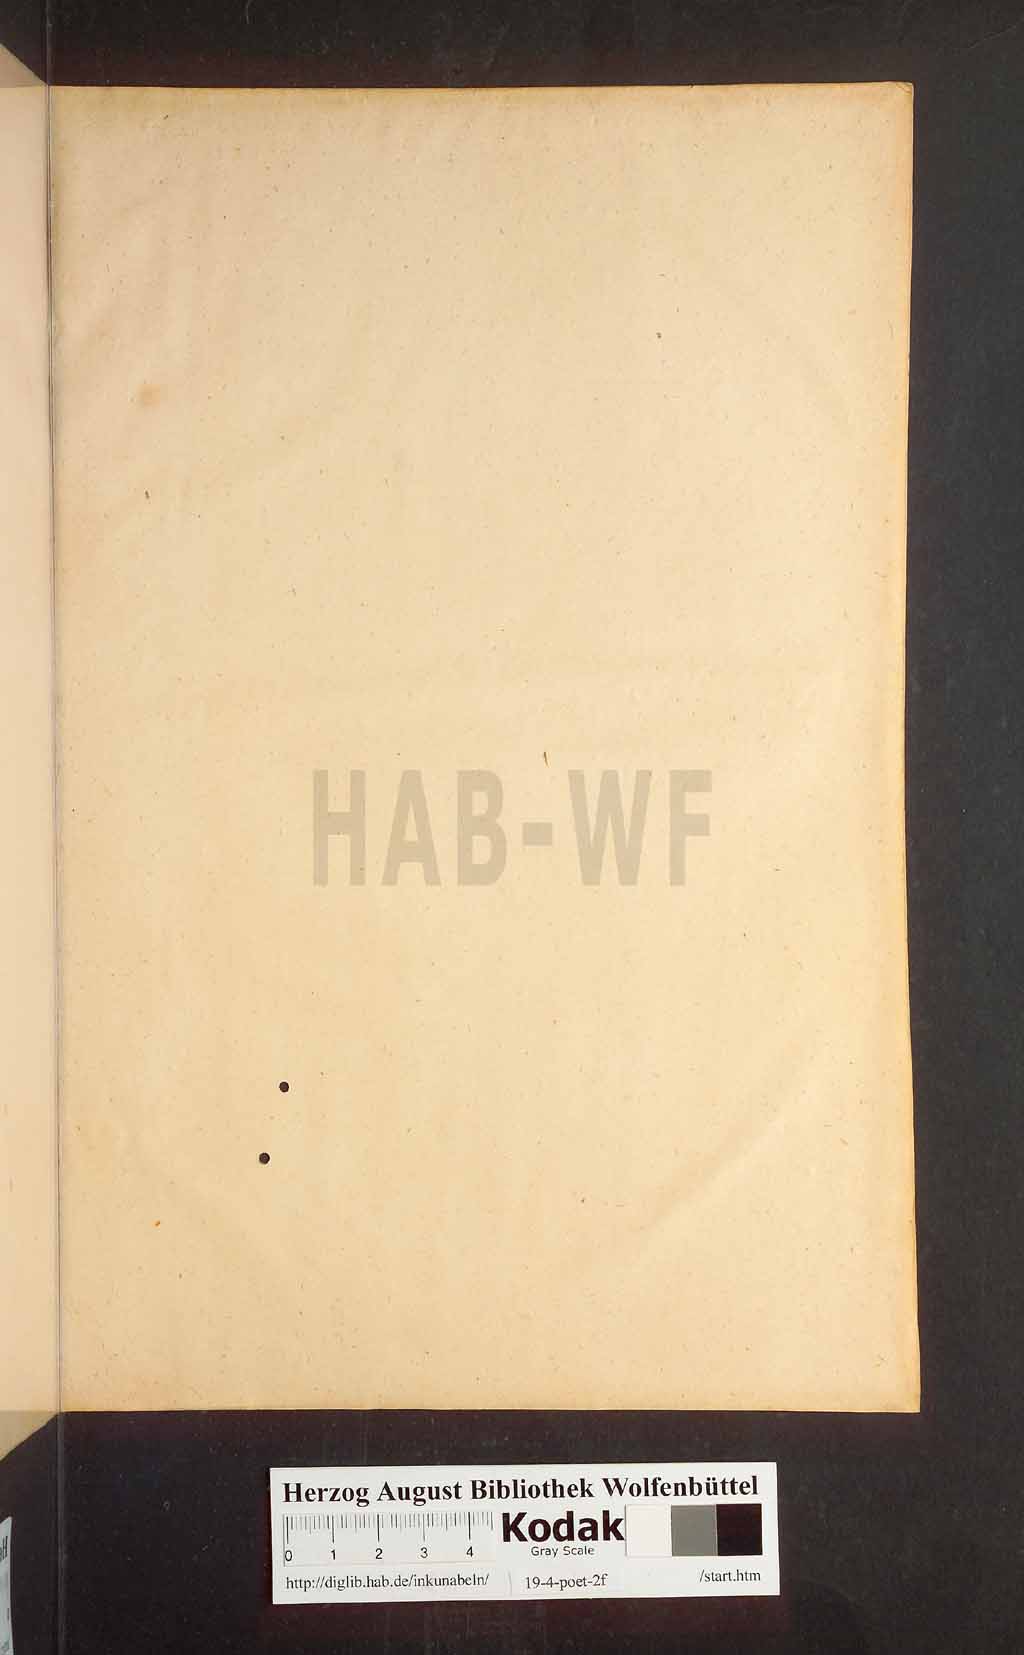 HAB-WF
Herzog August Bibliothek Wolfenbüttel
0 1 2 3 4
Kodak
Gray Scale
http://diglib.hab.de/inkunabeln/ 19-4-poet-2f /start.htm